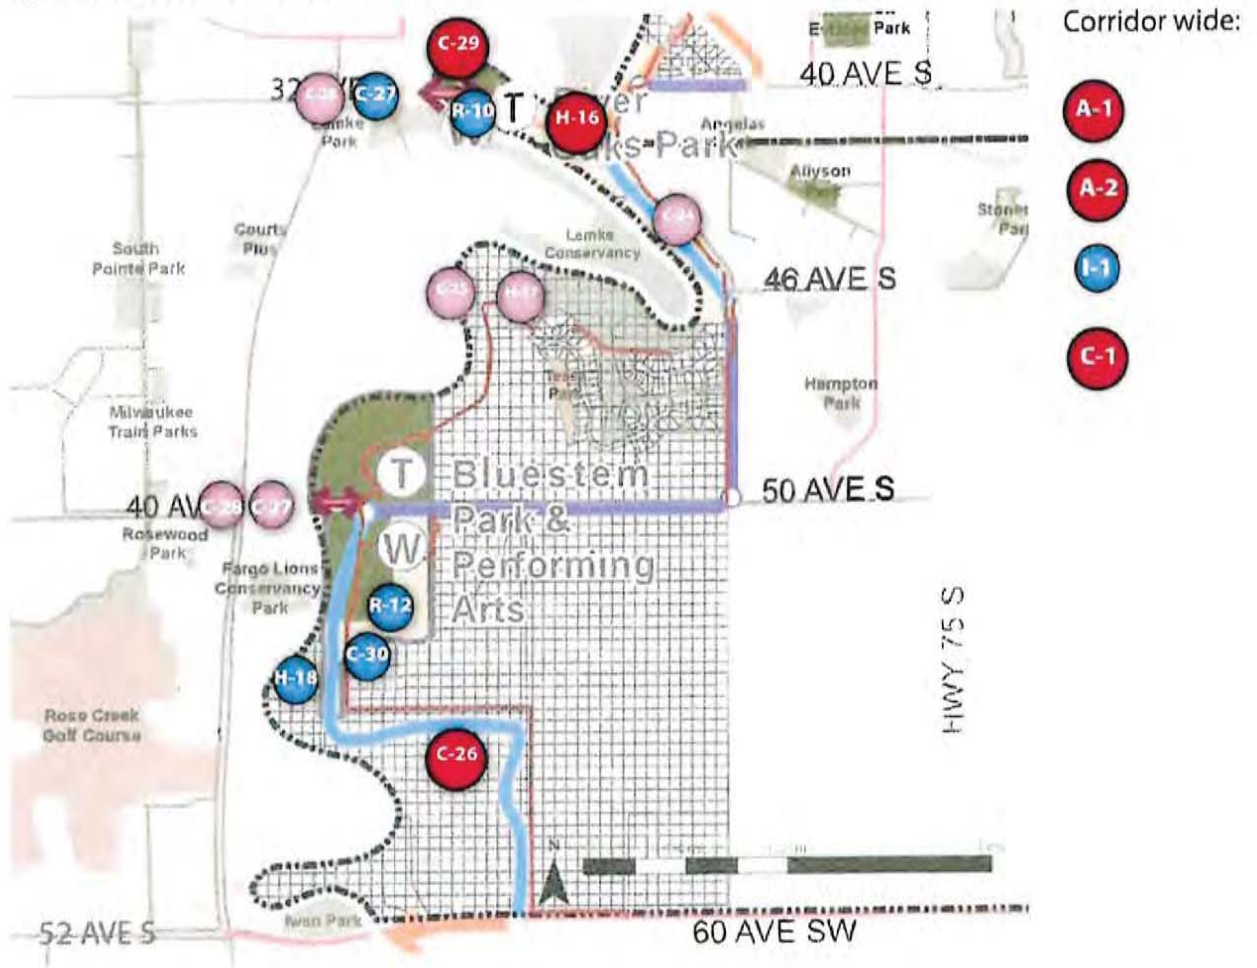 Corridor wide:
C-29
Park
40 AVE S
A-1
C-27
R-10
T
H-16
Lemke
Park
Angelas
Allyson
A-2
Courts
Plus
South
Pointe Park
Lemke
Conservancy
46 AVE S
I-1
C-1
Hampton
Park
Milwaukee
Train Parks
T
Bluestem
Park &
Performing
Arts
W
50 AVE S
40 AV
C-28
C-27
Rosewood
Park
Fargo Lions
Conservancy
Park
R-12
C-30
H-18
HWY 75 S
Rose Creek
Golf Course
C-26
N
Iwen Park
52 AVE S
60 AVE SW